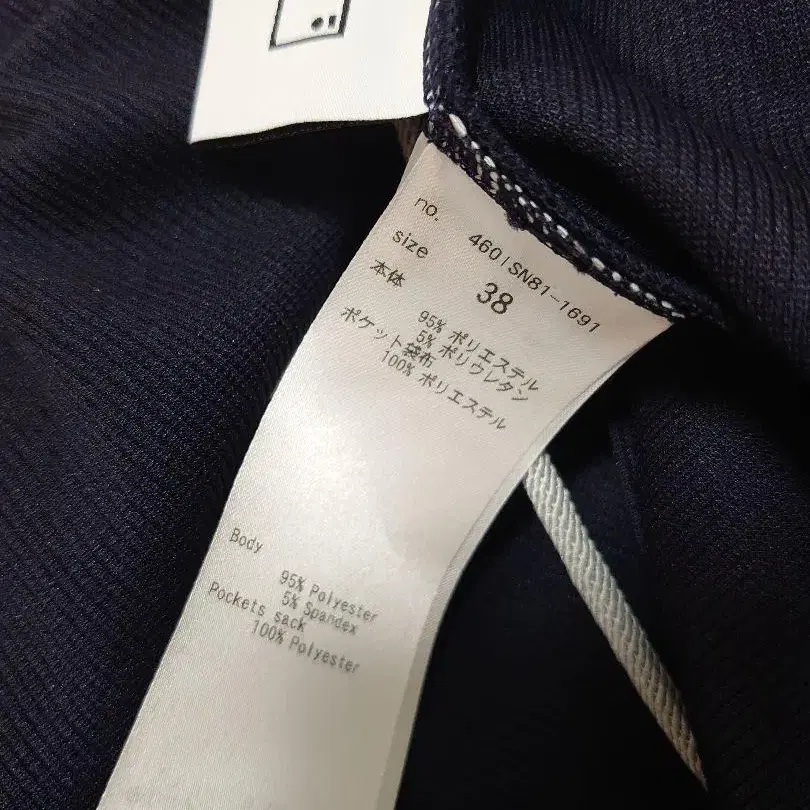 no. 460ISN81-1691
size 38
本体
95% ポリエステル
5% ポリウレタン
ポケット袋布
100% ポリエステル
Body
95% Polyester
5% Spandex
Pockets sack
100% Polyester